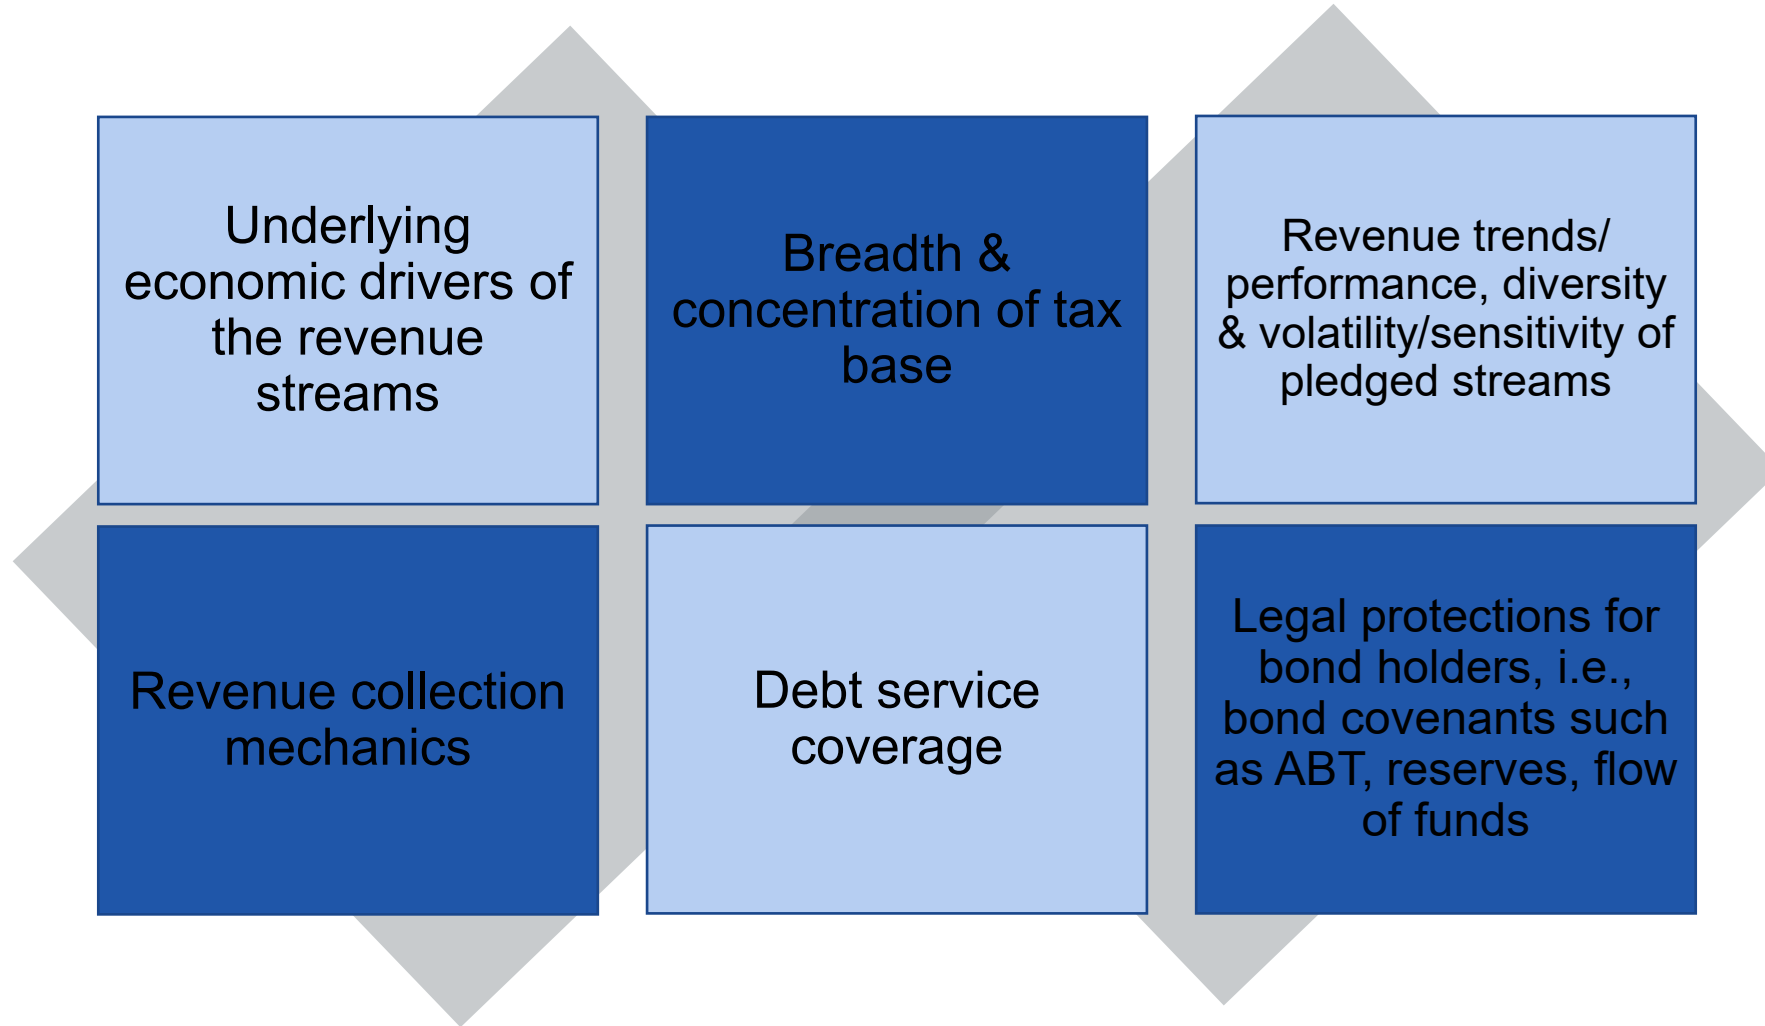 Underlying
economic drivers of
the revenue
streams
Breadth &
concentration of tax
base
Revenue trends/
performance, diversity
& volatility/sensitivity of
pledged streams
Revenue collection
mechanics
Debt service
coverage
Legal protections for
bond holders, i.e.,
bond covenants such
as ABT, reserves, flow
of funds